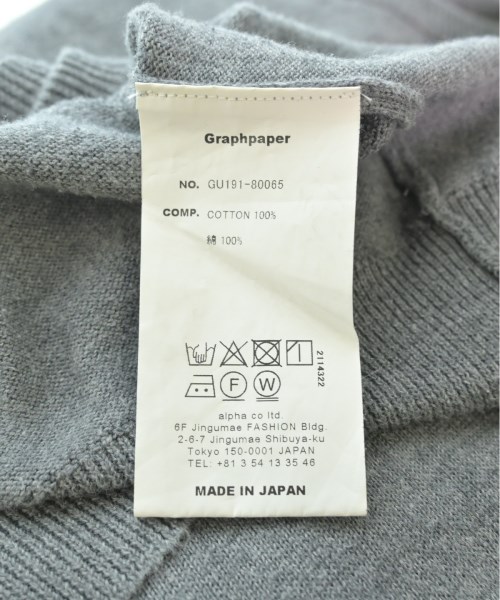 Graphpaper
NO. GU191-80065
COMP. COTTON 100%
綿 100%
2114322
F W
alpha co ltd.
6F Jingumae FASHION Bldg.
2-6-7 Jingumae Shibuya-ku
Tokyo 150-0001 JAPAN
TEL: +81 3 54 13 35 46
MADE IN JAPAN